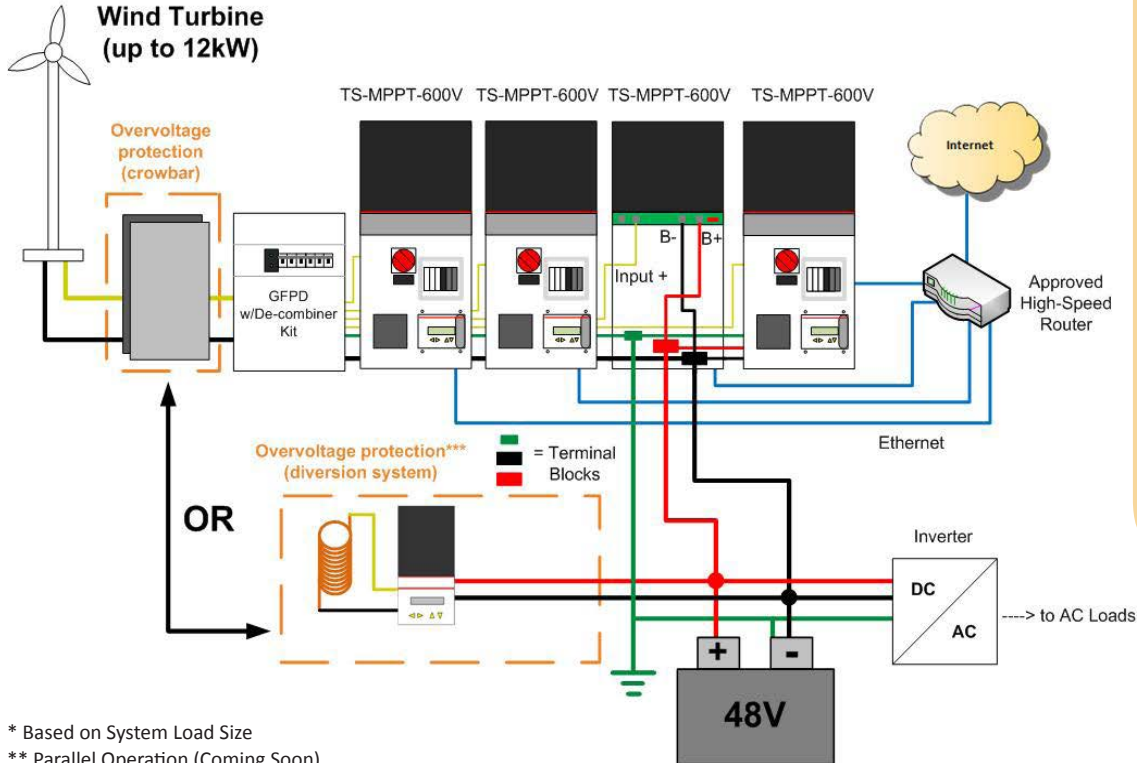 Wind Turbine
(up to 12kW)
TS-MPPT-600V
TS-MPPT-600V
TS-MPPT-600V
TS-MPPT-600V
Overvoltage
protection
(crowbar)
Internet
B-
B+
Input +
GFPD
w/De-combiner
Kit
Approved
High-Speed
Router
Ethernet
Overvoltage protection***
(diversion system)
= Terminal
Blocks
OR
Inverter
DC
AC
----> to AC Loads
+
-
48V
* Based on System Load Size
** Parallel Operation (Coming Soon)